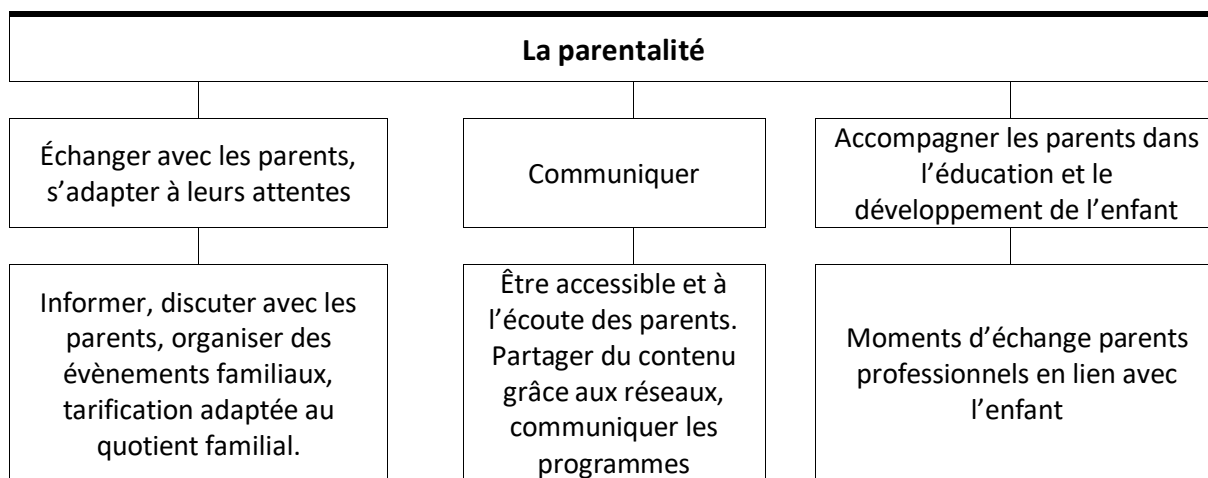 La parentalité
Échanger avec les parents,
s’adapter à leurs attentes
Communiquer
Accompagner les parents dans
l’éducation et le
développement de l’enfant
Informer, discuter avec les
parents, organiser des
évènements familiaux,
tarification adaptée au
quotient familial.
Être accessible et à
l’écoute des parents.
Partager du contenu
grâce aux réseaux,
communiquer les
programmes
Moments d’échange parents
professionnels en lien avec
l’enfant